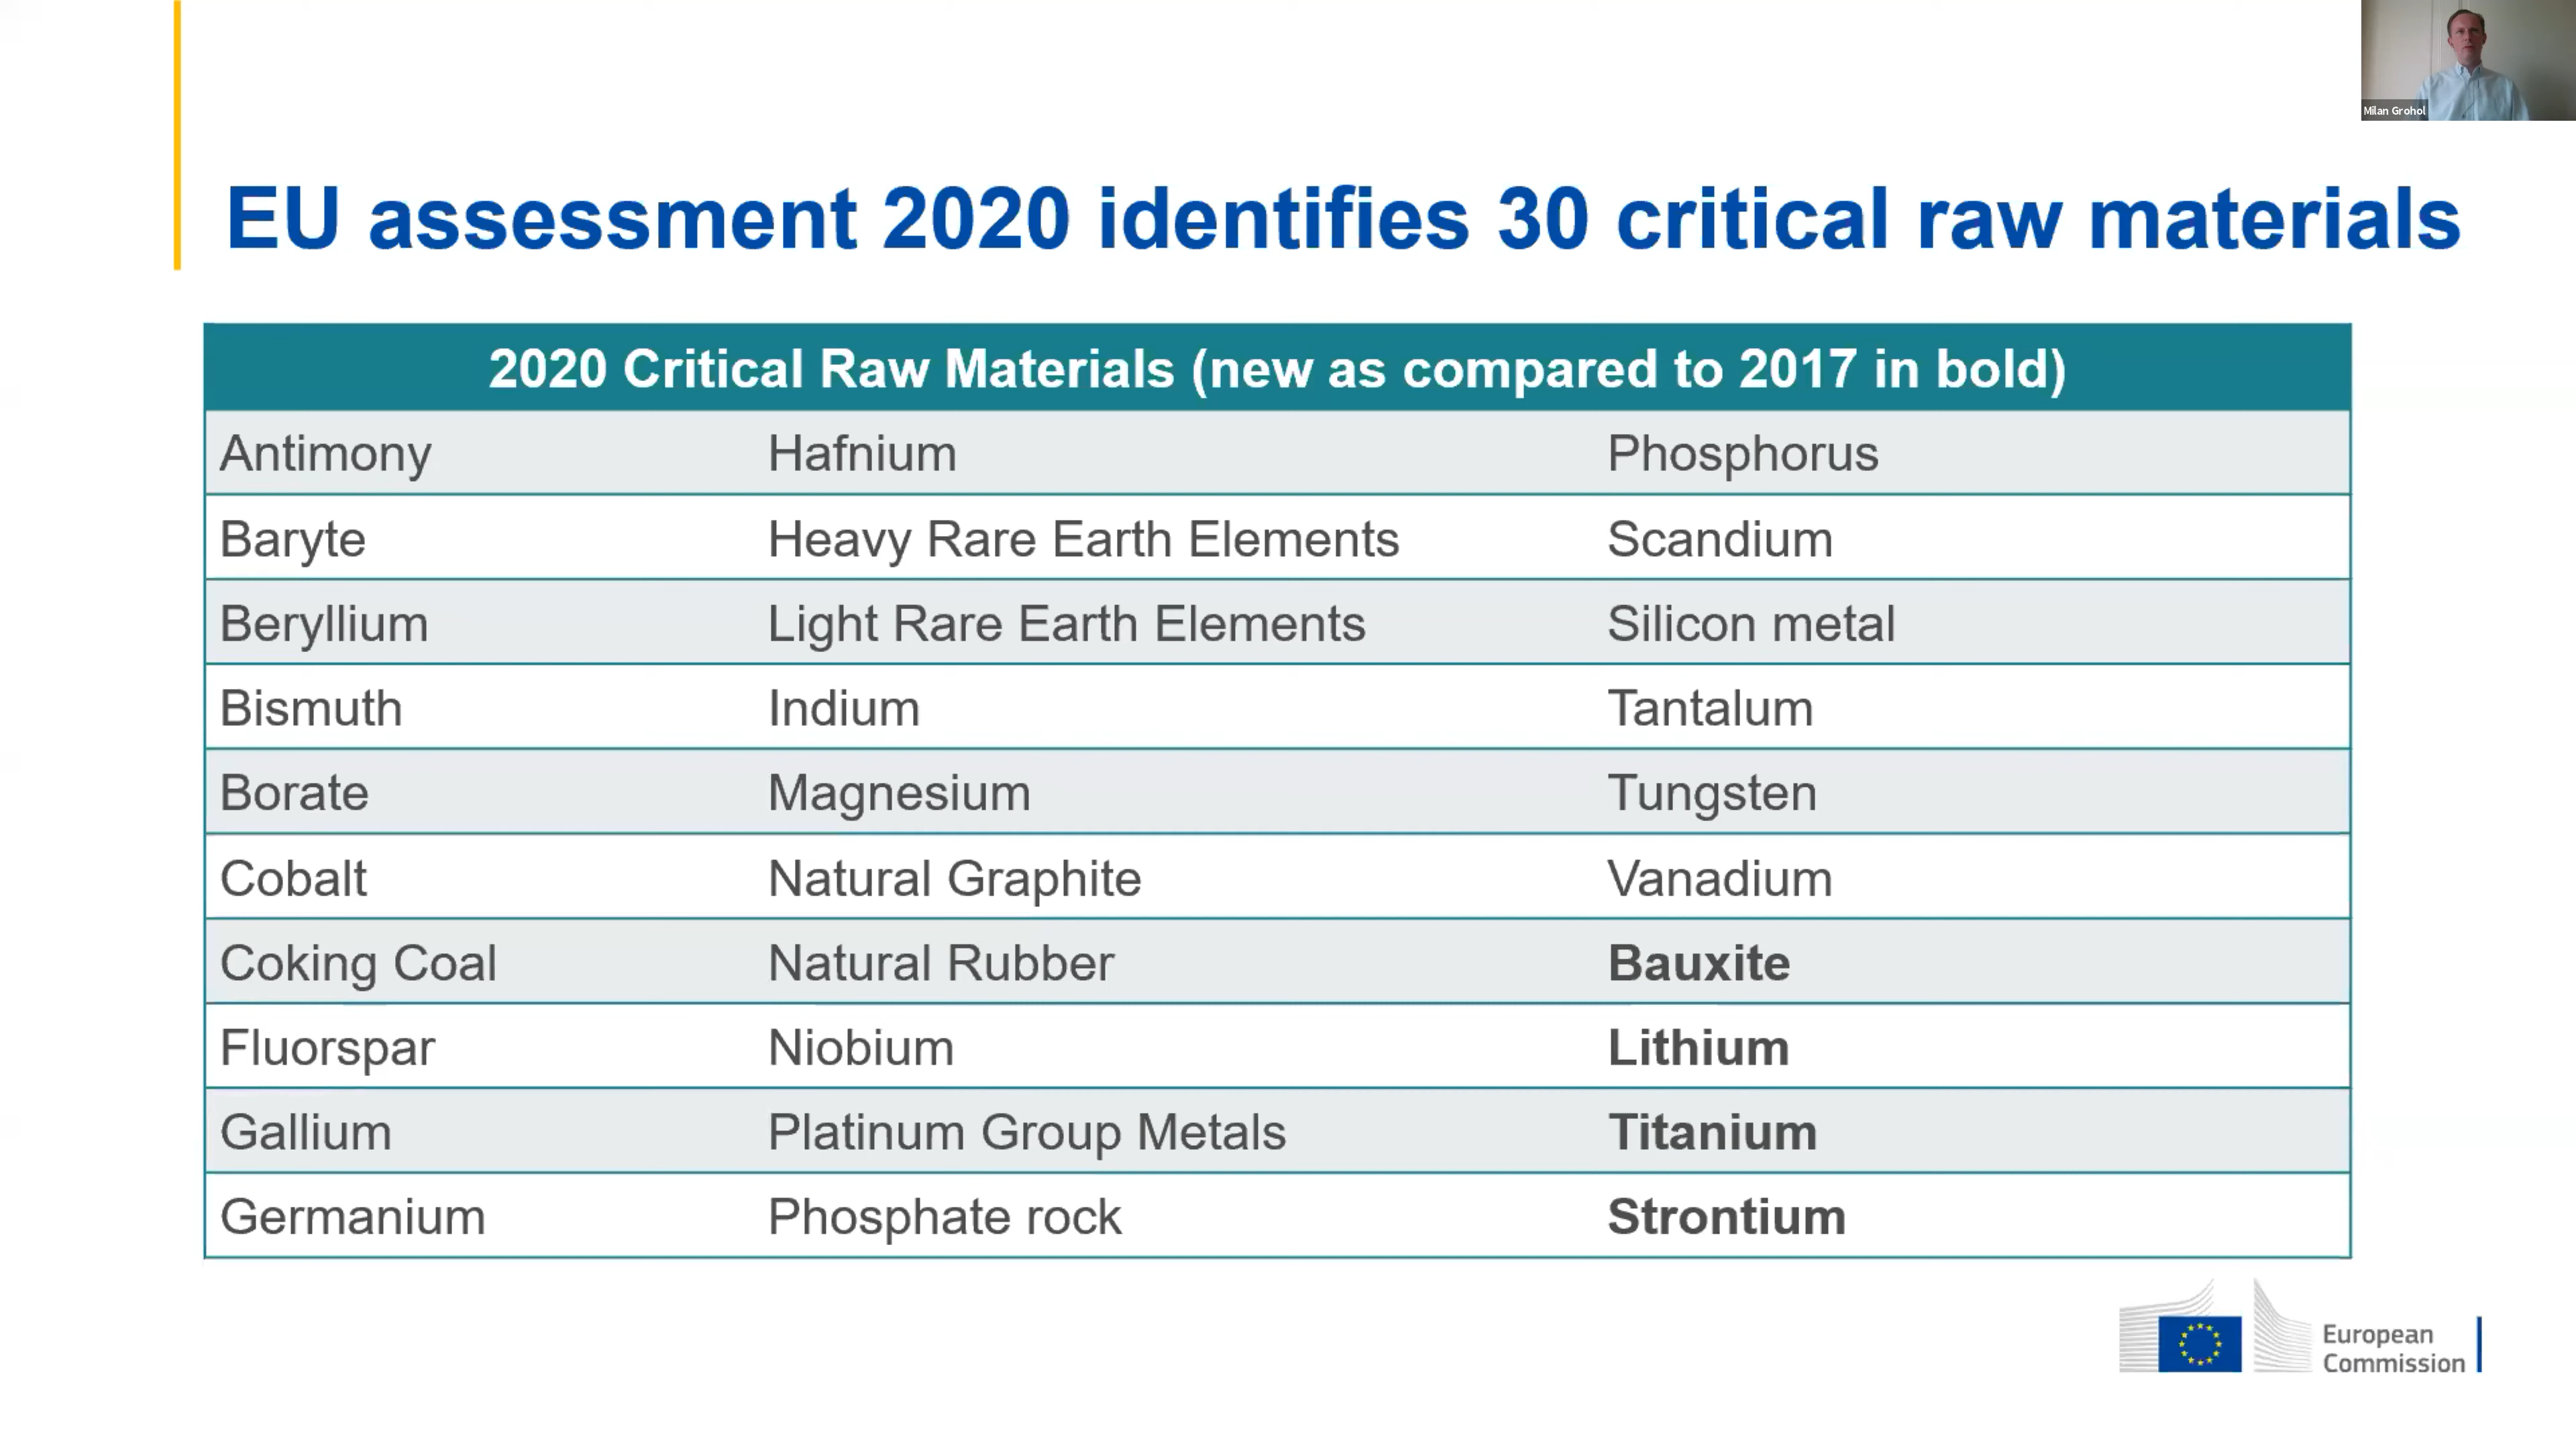 Milan Grohol
EU assessment 2020 identifies 30 critical raw materials
2020 Critical Raw Materials (new as compared to 2017 in bold)
Antimony Hafnium Phosphorus
Baryte Heavy Rare Earth Elements Scandium
Beryllium Light Rare Earth Elements Silicon metal
Bismuth Indium Tantalum
Borate Magnesium Tungsten
Cobalt Natural Graphite Vanadium
Coking Coal Natural Rubber Bauxite
Fluorspar Niobium Lithium
Gallium Platinum Group Metals Titanium
Germanium Phosphate rock Strontium
European
Commission